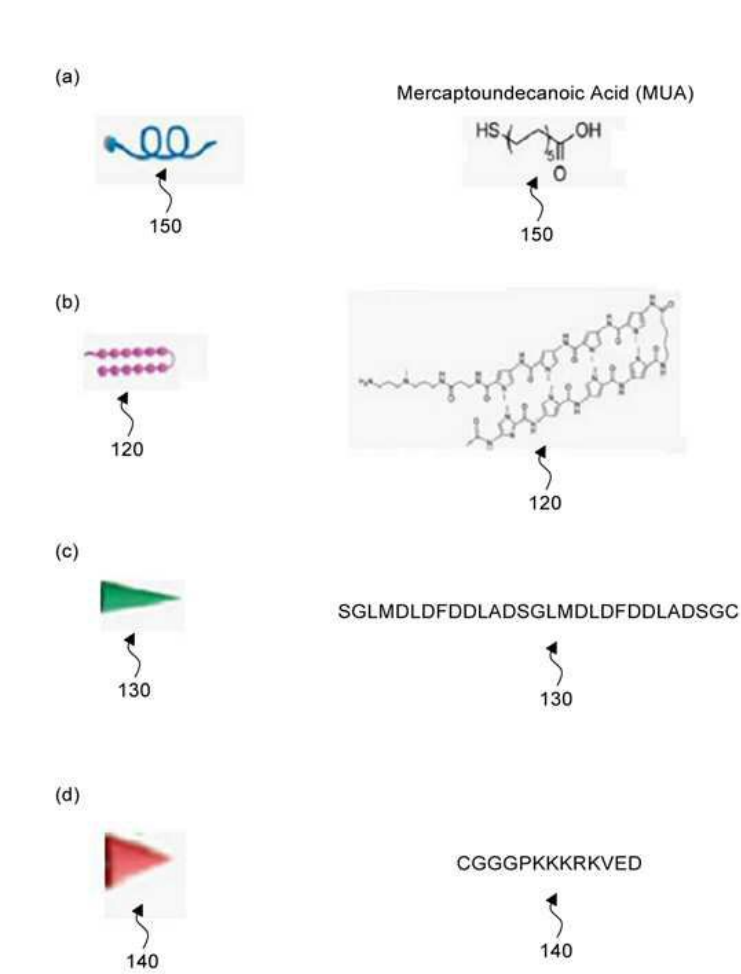 (a)
Mercaptoundecanoic Acid (MUA)
HS
OH
5
O
150
150
(b)
120
120
(c)
SGLMDLDFDDLADSGLMDLDFDDLADSGC
130
130
(d)
CGGGPKKKRKVED
140
140